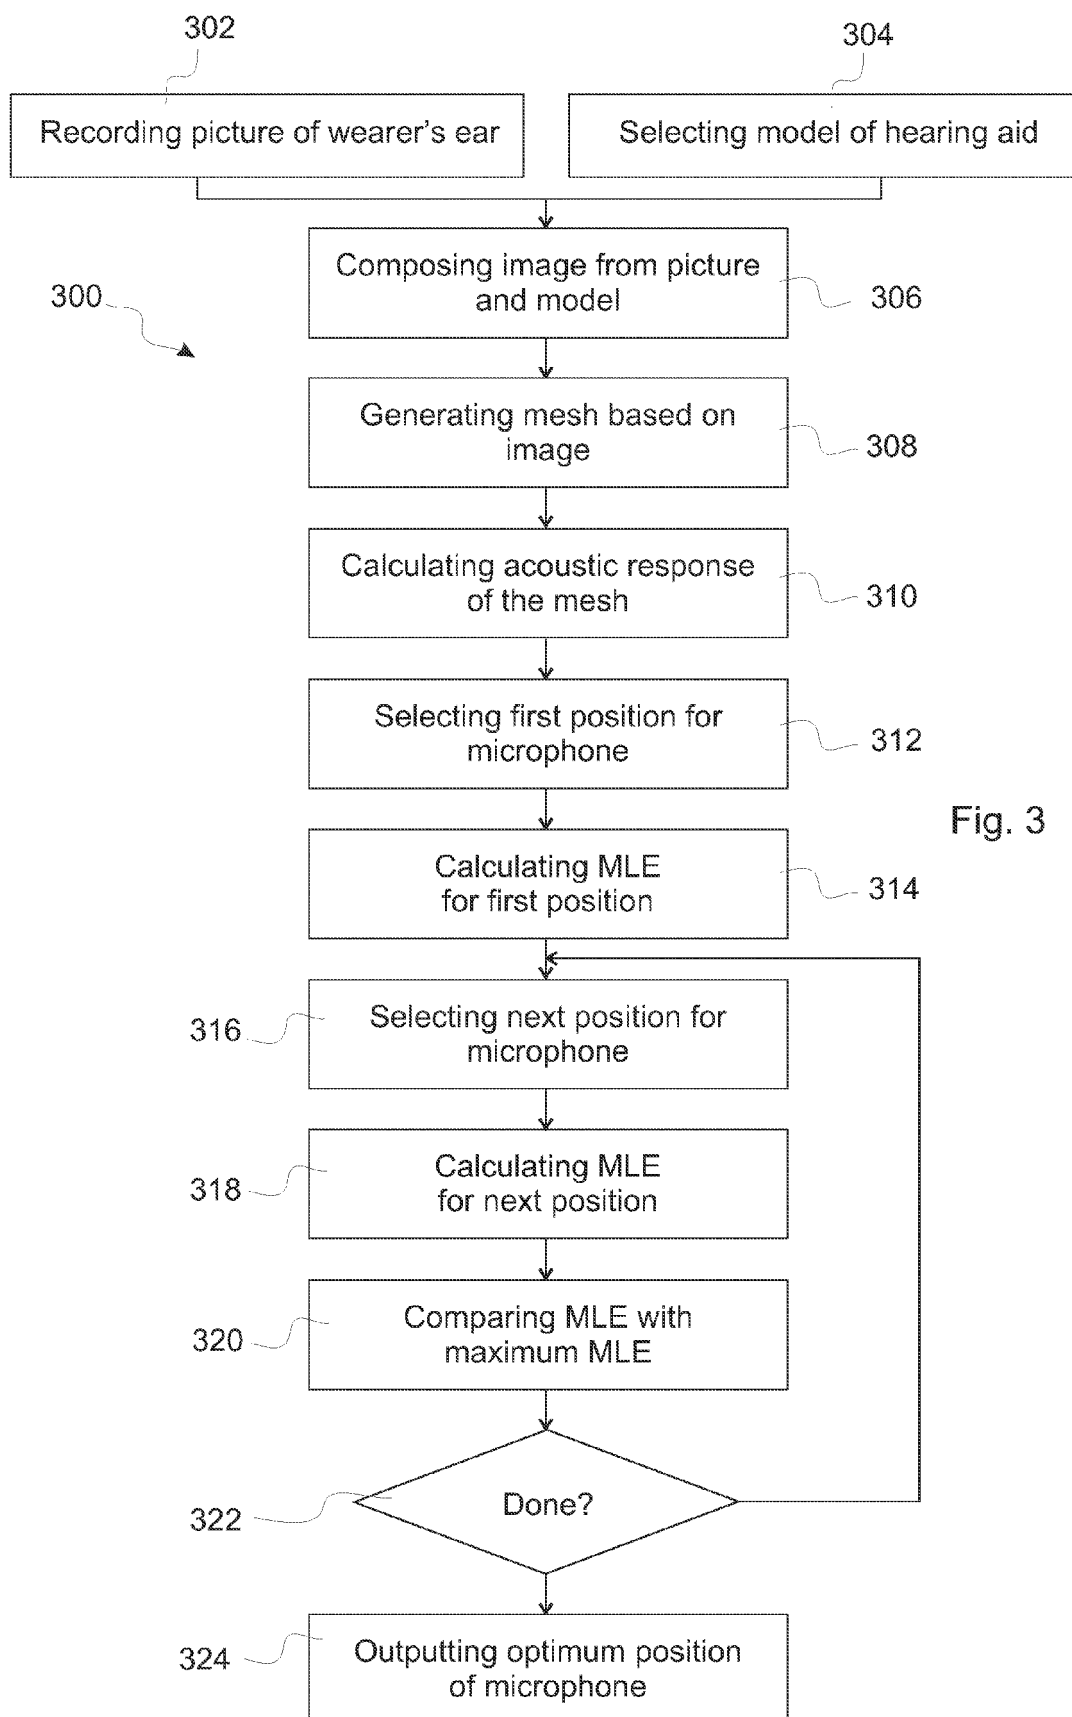 302
304
Recording picture of wearer's ear
Selecting model of hearing aid
Composing image from picture
and model
306
300
Generating mesh based on
image
308
Calculating acoustic response
of the mesh
310
Selecting first position for
microphone
312
Fig. 3
Calculating MLE
for first position
314
316
Selecting next position for
microphone
318
Calculating MLE
for next position
320
Comparing MLE with
maximum MLE
322
Done?
324
Outputting optimum position
of microphone